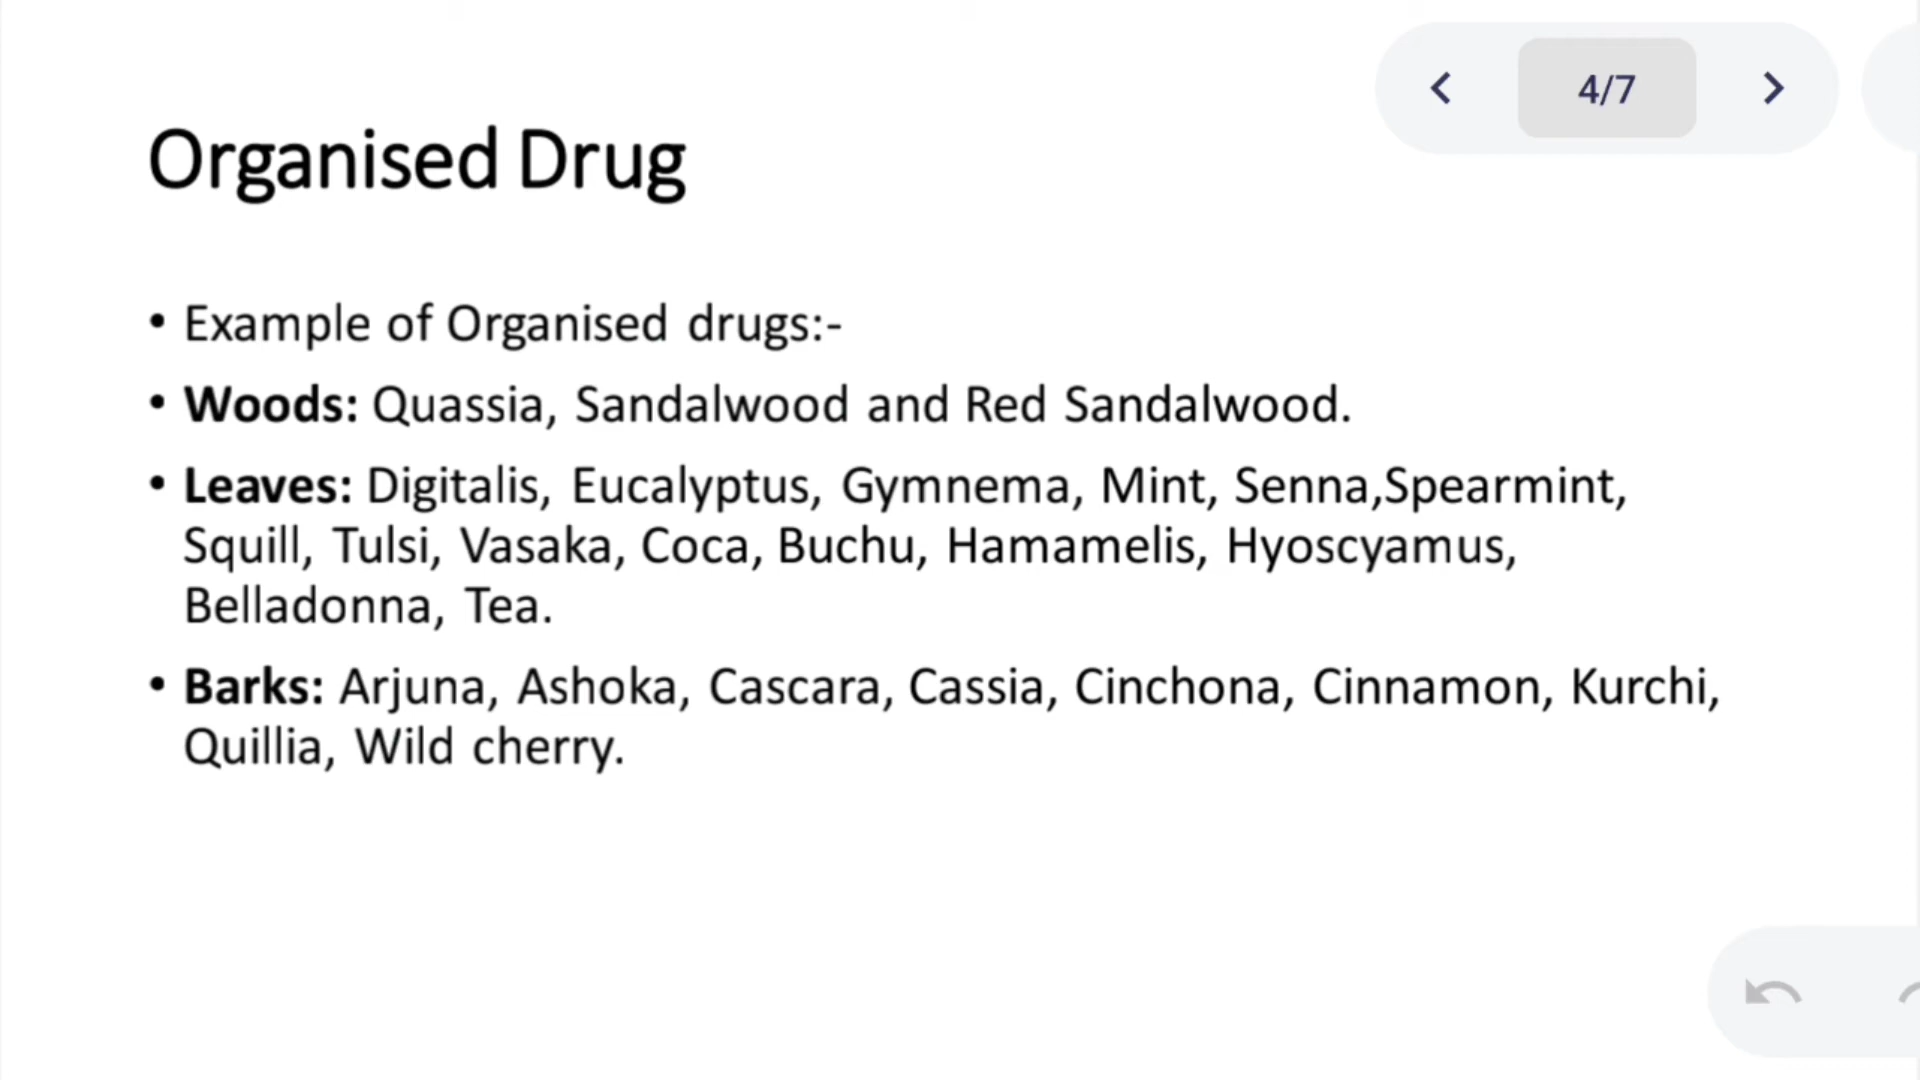 4/7
Organised Drug
• Example of Organised drugs:-
• Woods: Quassia, Sandalwood and Red Sandalwood.
• Leaves: Digitalis, Eucalyptus, Gymnema, Mint, Senna,Spearmint,
Squill, Tulsi, Vasaka, Coca, Buchu, Hamamelis, Hyoscyamus,
Belladonna, Tea.
• Barks: Arjuna, Ashoka, Cascara, Cassia, Cinchona, Cinnamon, Kurchi,
Quillia, Wild cherry.